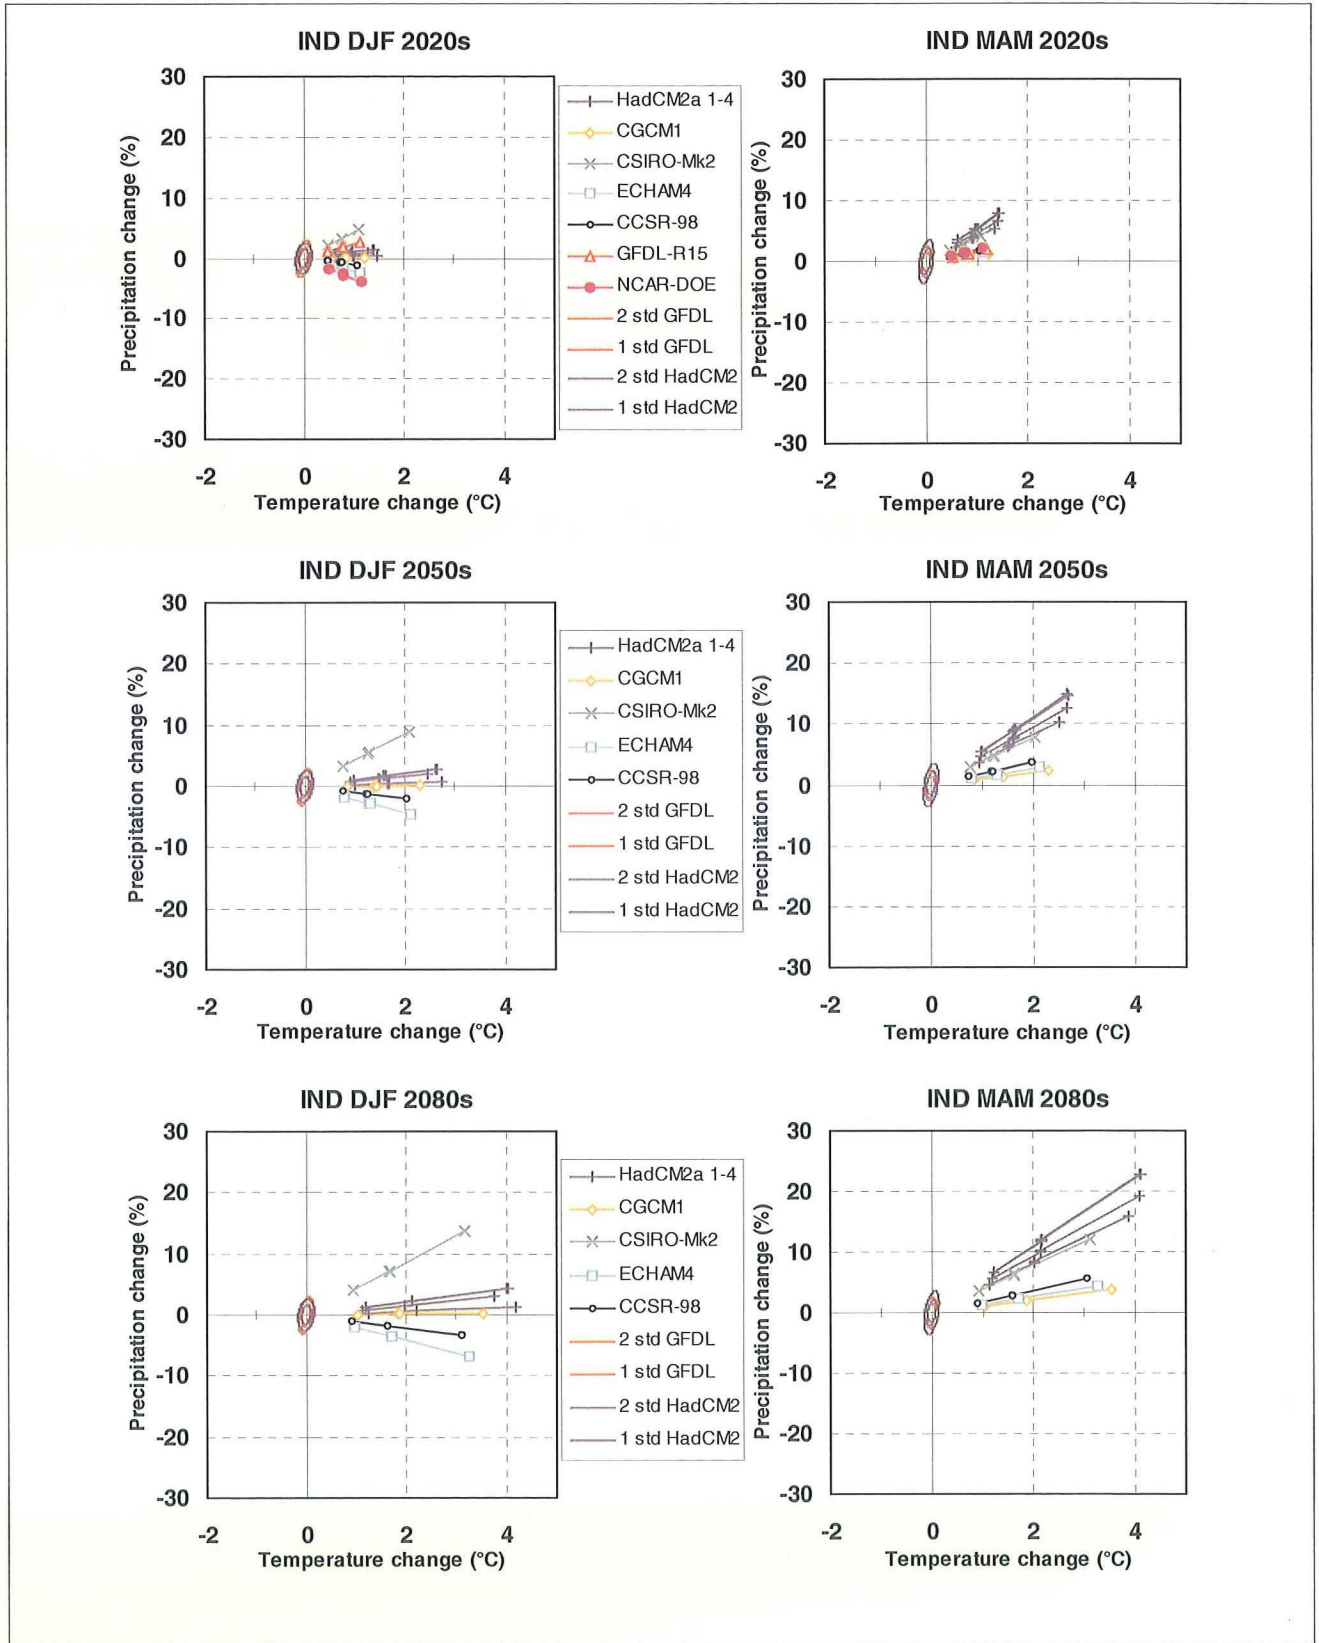 IND DJF 2020s
30
20
10
0
-10
-20
-30
-2 0 2 4
Precipitation change (%)
Temperature change (°C)
HadCM2a 1-4
CGCM1
CSIRO-Mk2
ECHAM4
CCSR-98
GFDL-R15
NCAR-DOE
2 std GFDL
1 std GFDL
2 std HadCM2
1 std HadCM2
IND MAM 2020s
30
20
10
0
-10
-20
-30
-2 0 2 4
Precipitation change (%)
Temperature change (°C)
IND DJF 2050s
30
20
10
0
-10
-20
-30
-2 0 2 4
Precipitation change (%)
Temperature change (°C)
HadCM2a 1-4
CGCM1
CSIRO-Mk2
ECHAM4
CCSR-98
2 std GFDL
1 std GFDL
2 std HadCM2
1 std HadCM2
IND MAM 2050s
30
20
10
0
-10
-20
-30
-2 0 2 4
Precipitation change (%)
Temperature change (°C)
IND DJF 2080s
30
20
10
0
-10
-20
-30
-2 0 2 4
Precipitation change (%)
Temperature change (°C)
HadCM2a 1-4
CGCM1
CSIRO-Mk2
ECHAM4
CCSR-98
2 std GFDL
1 std GFDL
2 std HadCM2
1 std HadCM2
IND MAM 2080s
30
20
10
0
-10
-20
-30
-2 0 2 4
Precipitation change (%)
Temperature change (°C)